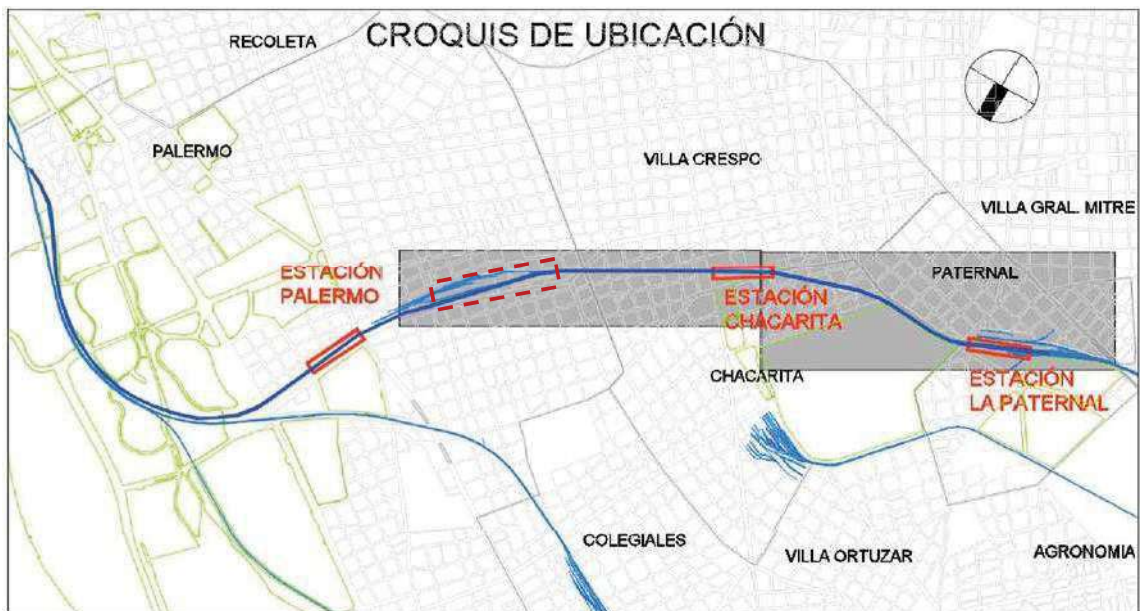 CROQUIS DE UBICACIÓN
RECOLETA
PALERMO
VILLA CRESPO
VILLA GRAL. MITRE
ESTACIÓN
PALERMO
PATERNAL
ESTACIÓN
CHACARITA
CHACARITA
ESTACIÓN
LA PATERNAL
COLEGIALES
VILLA ORTUZAR
AGRONOMIA